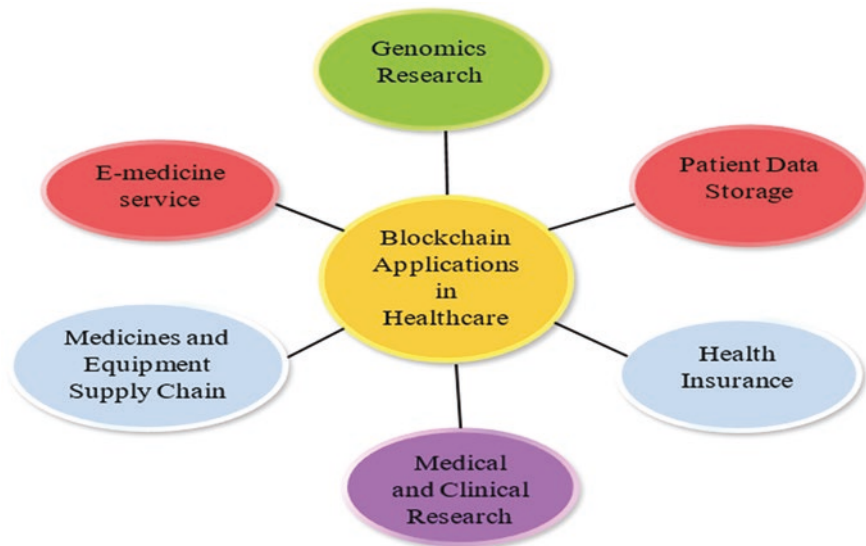 Genomics
Research
E-medicine
service
Patient Data
Storage
Blockchain
Applications
in
Healthcare
Medicines and
Equipment
Supply Chain
Health
Insurance
Medical
and Clinical
Research